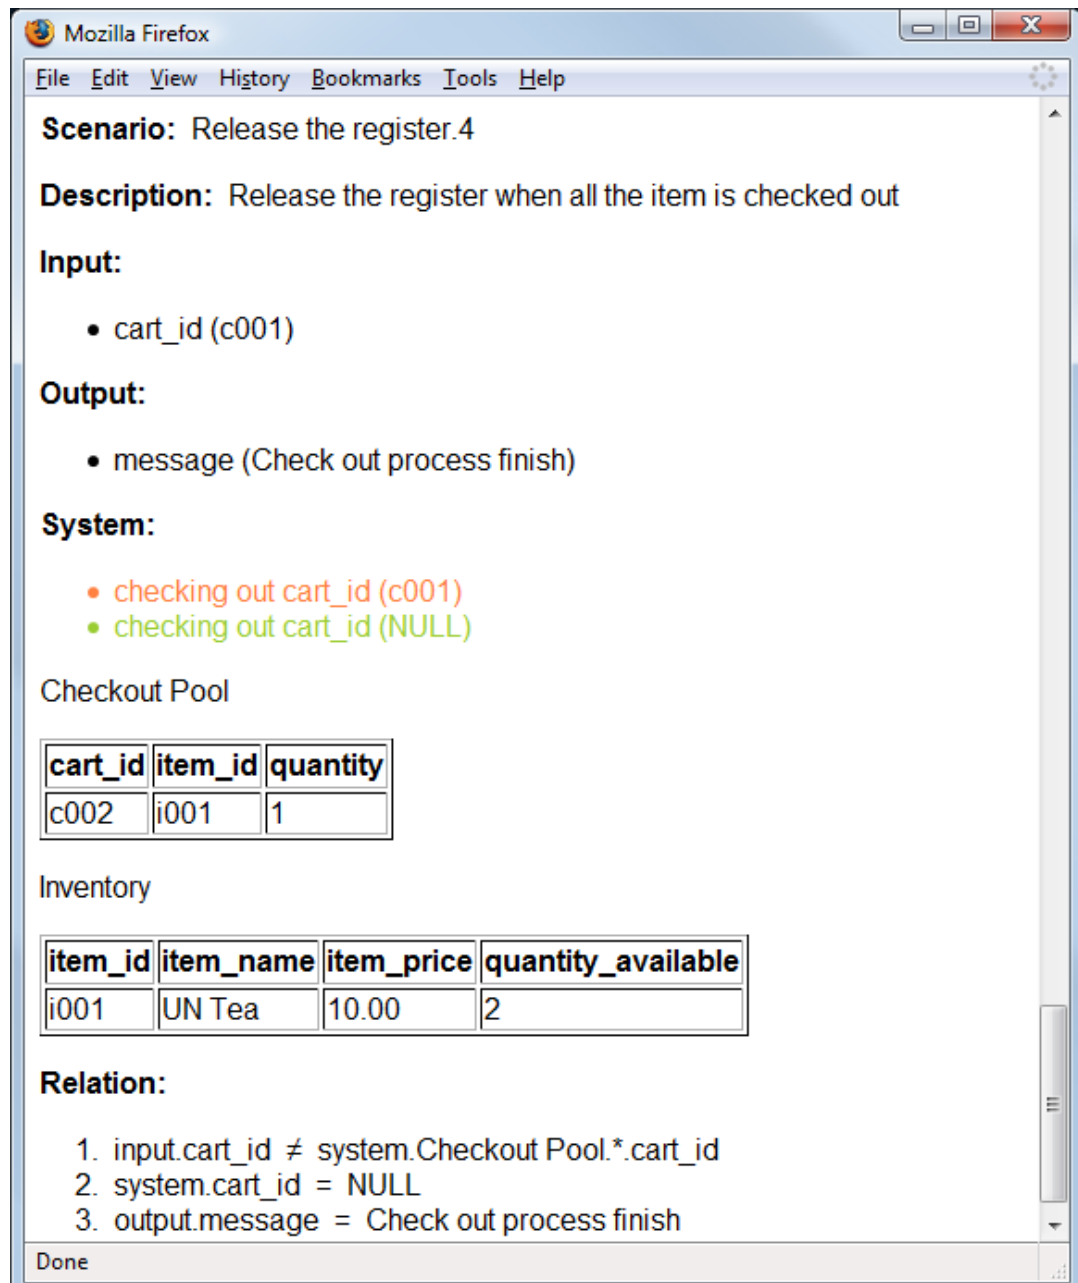 Mozilla Firefox
File Edit View History Bookmarks Tools Help
Scenario: Release the register.4
Description: Release the register when all the item is checked out
Input:
• cart_id (c001)
Output:
• message (Check out process finish)
System:
• checking out cart_id (c001)
• checking out cart_id (NULL)
Checkout Pool
cart_id item_id quantity
c002 i001 1
Inventory
item_id item_name item_price quantity_available
i001 UN Tea 10.00 2
Relation:
1. input.cart_id ≠ system.Checkout Pool.*.cart_id
2. system.cart_id = NULL
3. output.message = Check out process finish
Done